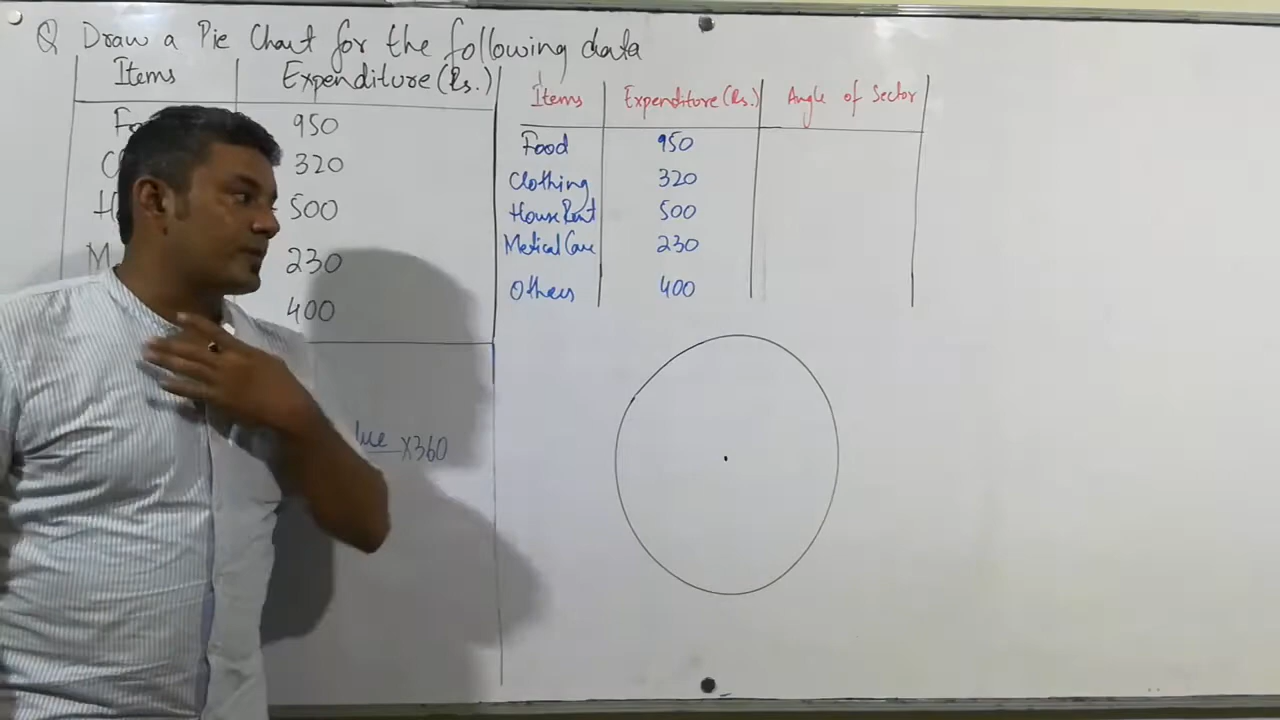 Q Draw a Pie Chart for the following data
Items Expenditure (Rs.)
950
320
500
230
400
×360
Items Expenditure (Rs.) Angle of Sector
Food 950
Clothing 320
House Rent 500
Medical Care 230
Others 400